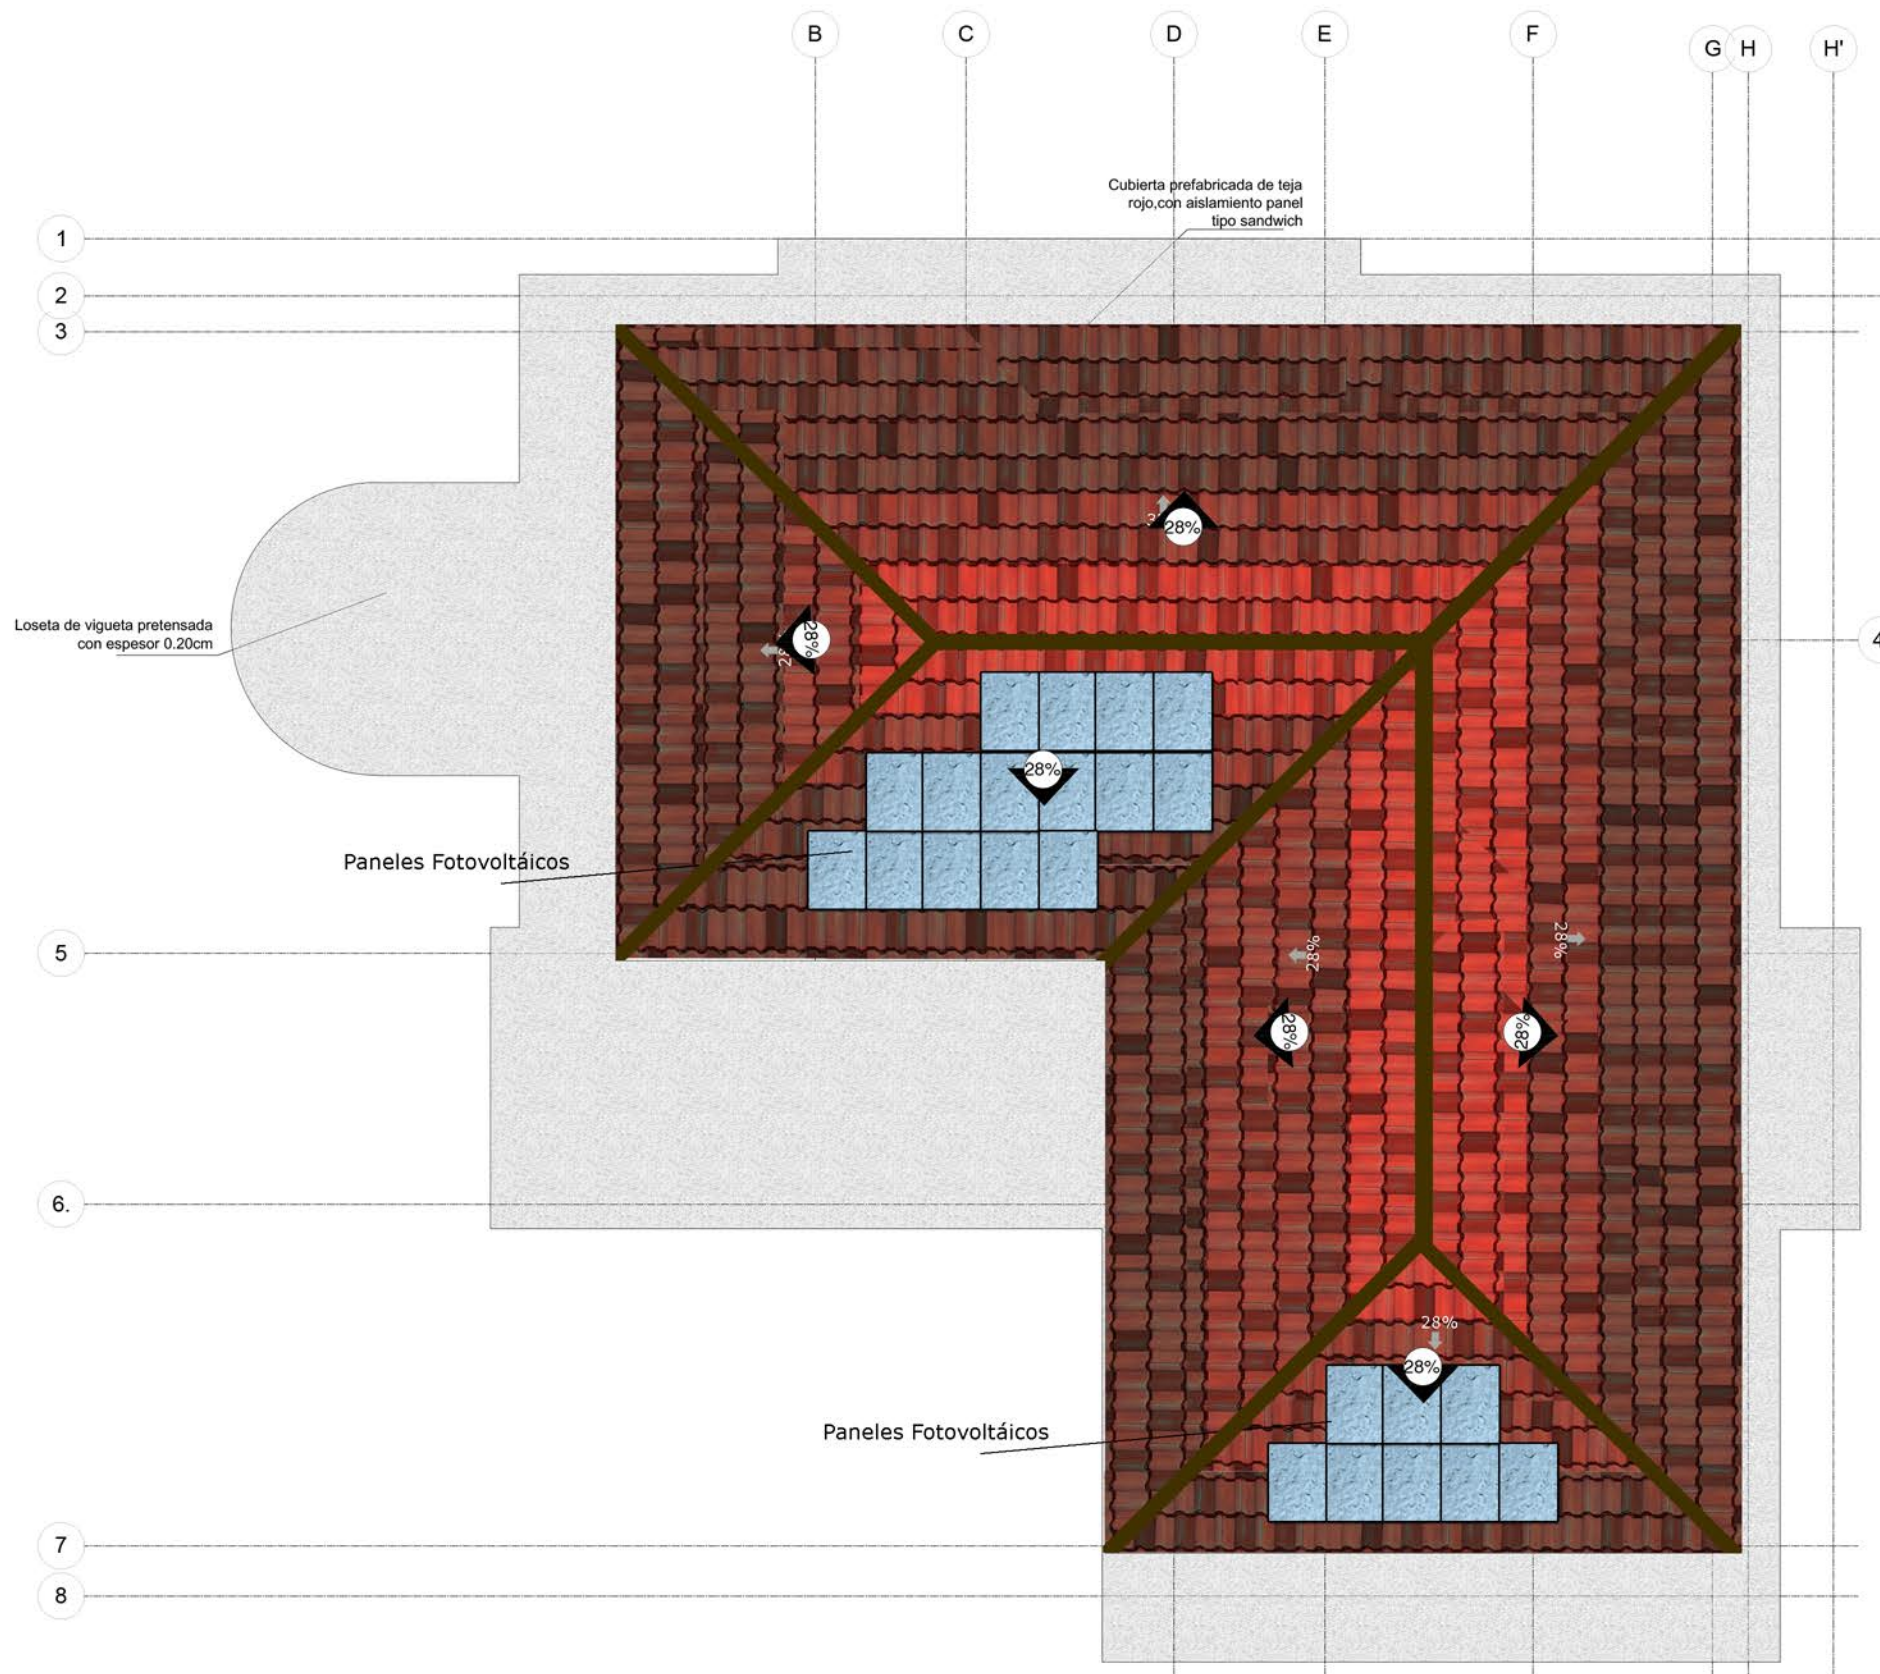 B
C
D
E
F
G
H
H'
Cubierta prefabricada de teja
rojo,con aislamiento panel
tipo sandwich
1
2
3
28%
28%
4
Loseta de vigueta pretensada
con espesor 0.20cm
28%
Paneles Fotovoltáicos
5
28%
28%
28%
28%
6.
28%
28%
Paneles Fotovoltáicos
7
8